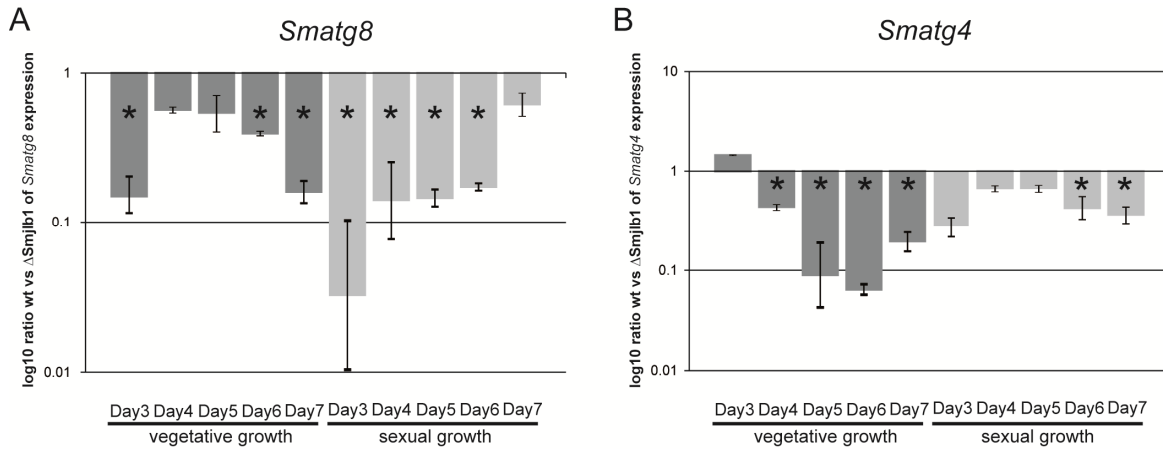 A
Smatg8
log10 ratio wt vs ΔSmjlb1 of Smatg8 expression
1
0.1
0.01
* * * * * * *
Day3 Day4 Day5 Day6 Day7 Day3 Day4 Day5 Day6 Day7
vegetative growth sexual growth
B
Smatg4
log10 ratio wt vs ΔSmjlb1 of Smatg4 expression
10
1
0.1
0.01
* * * * * *
Day3 Day4 Day5 Day6 Day7 Day3 Day4 Day5 Day6 Day7
vegetative growth sexual growth